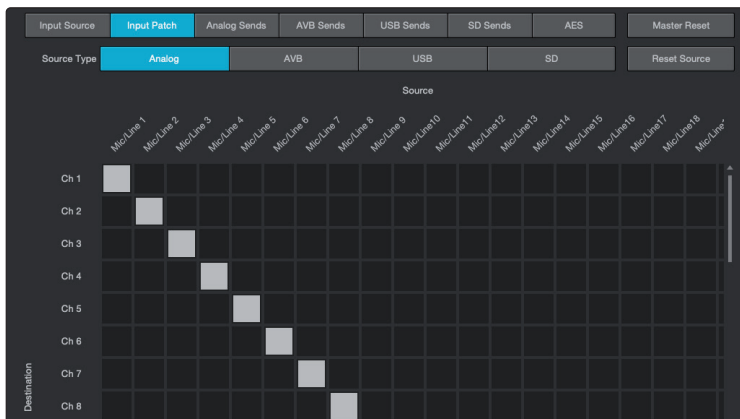 Input Source Input Patch Analog Sends AVB Sends USB Sends SD Sends AES Master Reset
Source Type Analog AVB USB SD Reset Source
Source
Mic/Line 1 Mic/Line 2 Mic/Line 3 Mic/Line 4 Mic/Line 5 Mic/Line 6 Mic/Line 7 Mic/Line 8 Mic/Line 9 Mic/Line10 Mic/Line11 Mic/Line12 Mic/Line13 Mic/Line14 Mic/Line15 Mic/Line16 Mic/Line17 Mic/Line18 Mic/Line
Ch 1
Ch 2
Ch 3
Ch 4
Ch 5
Ch 6
Ch 7
Ch 8
Destination